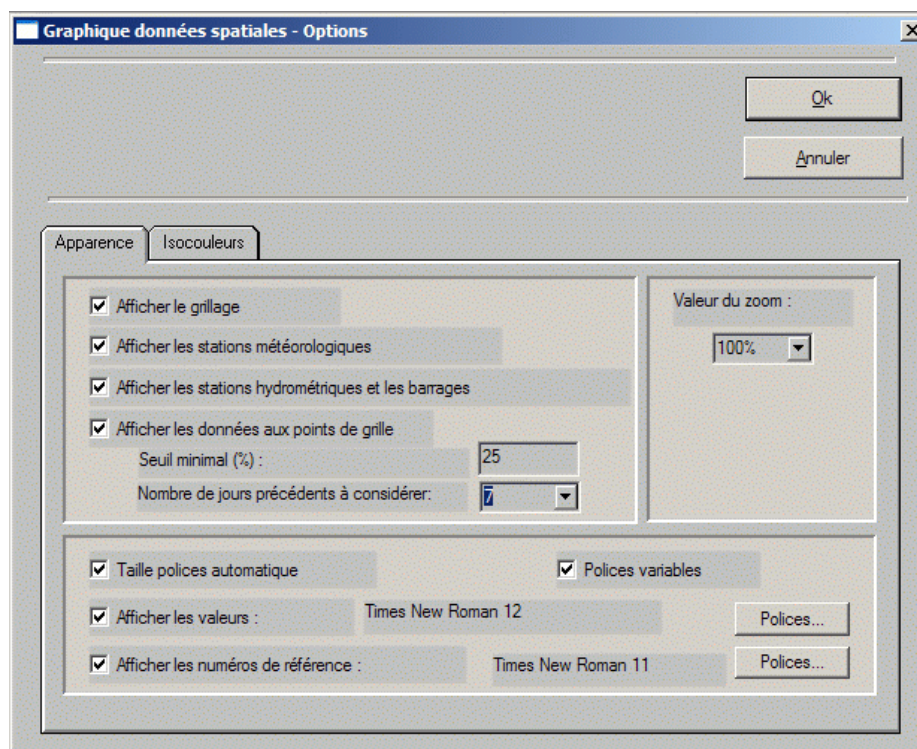 Graphique données spatiales - Options
Ok
Annuler
Apparence
Isocouleurs
Afficher le grillage
Afficher les stations météorologiques
Afficher les stations hydrométriques et les barrages
Afficher les données aux points de grille
Seuil minimal (%) :
25
Nombre de jours précédents à considérer:
7
Valeur du zoom :
100%
Taille polices automatique
Polices variables
Afficher les valeurs :
Times New Roman 12
Polices...
Afficher les numéros de référence :
Times New Roman 11
Polices...